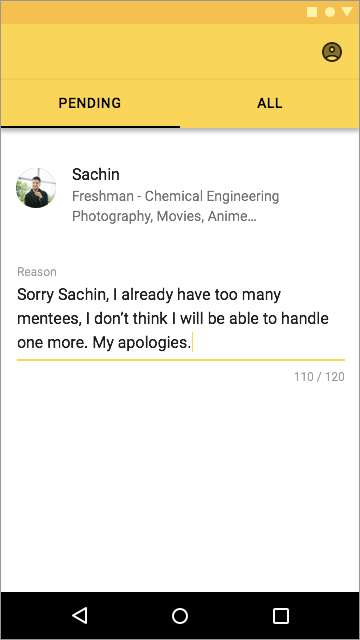 PENDING
ALL
Sachin
Freshman - Chemical Engineering
Photography, Movies, Anime...
Reason
Sorry Sachin, I already have too many
mentees, I don’t think I will be able to handle
one more. My apologies.
110 / 120